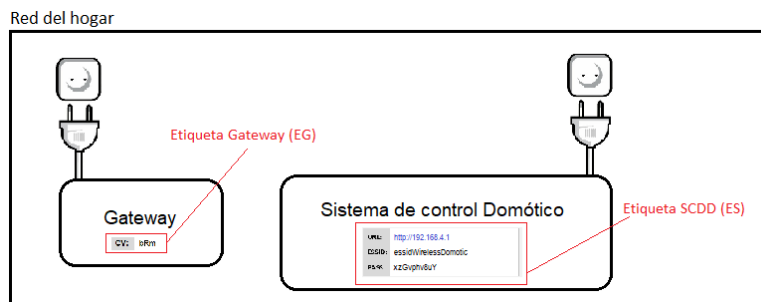 Red del hogar
Etiqueta Gateway (EG)
Gateway
CV: bRm
Sistema de control Domótico
Etiqueta SCDD (ES)
URL: http://192.168.4.1
ESSID: essidWirelessDomotic
PASS: xzGvphv8uY